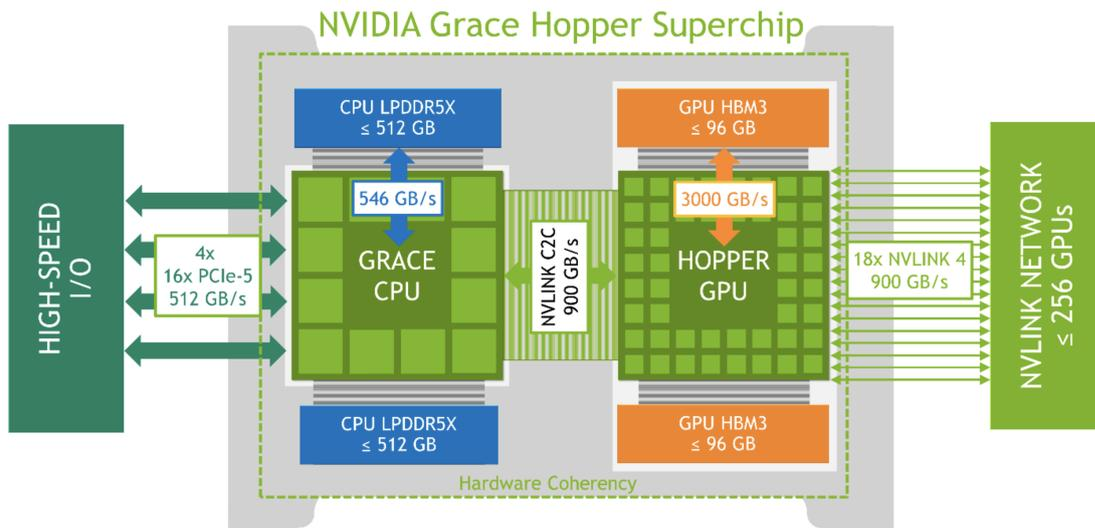 NVIDIA Grace Hopper Superchip
CPU LPDDR5X
≤ 512 GB
GPU HBM3
≤ 96 GB
HIGH-SPEED
I/O
4x
16x PCIe-5
512 GB/s
546 GB/s
GRACE
CPU
NVLINK C2C
900 GB/s
3000 GB/s
HOPPER
GPU
18x NVLINK 4
900 GB/s
NVLINK NETWORK
≤ 256 GPUs
CPU LPDDR5X
≤ 512 GB
GPU HBM3
≤ 96 GB
Hardware Coherency